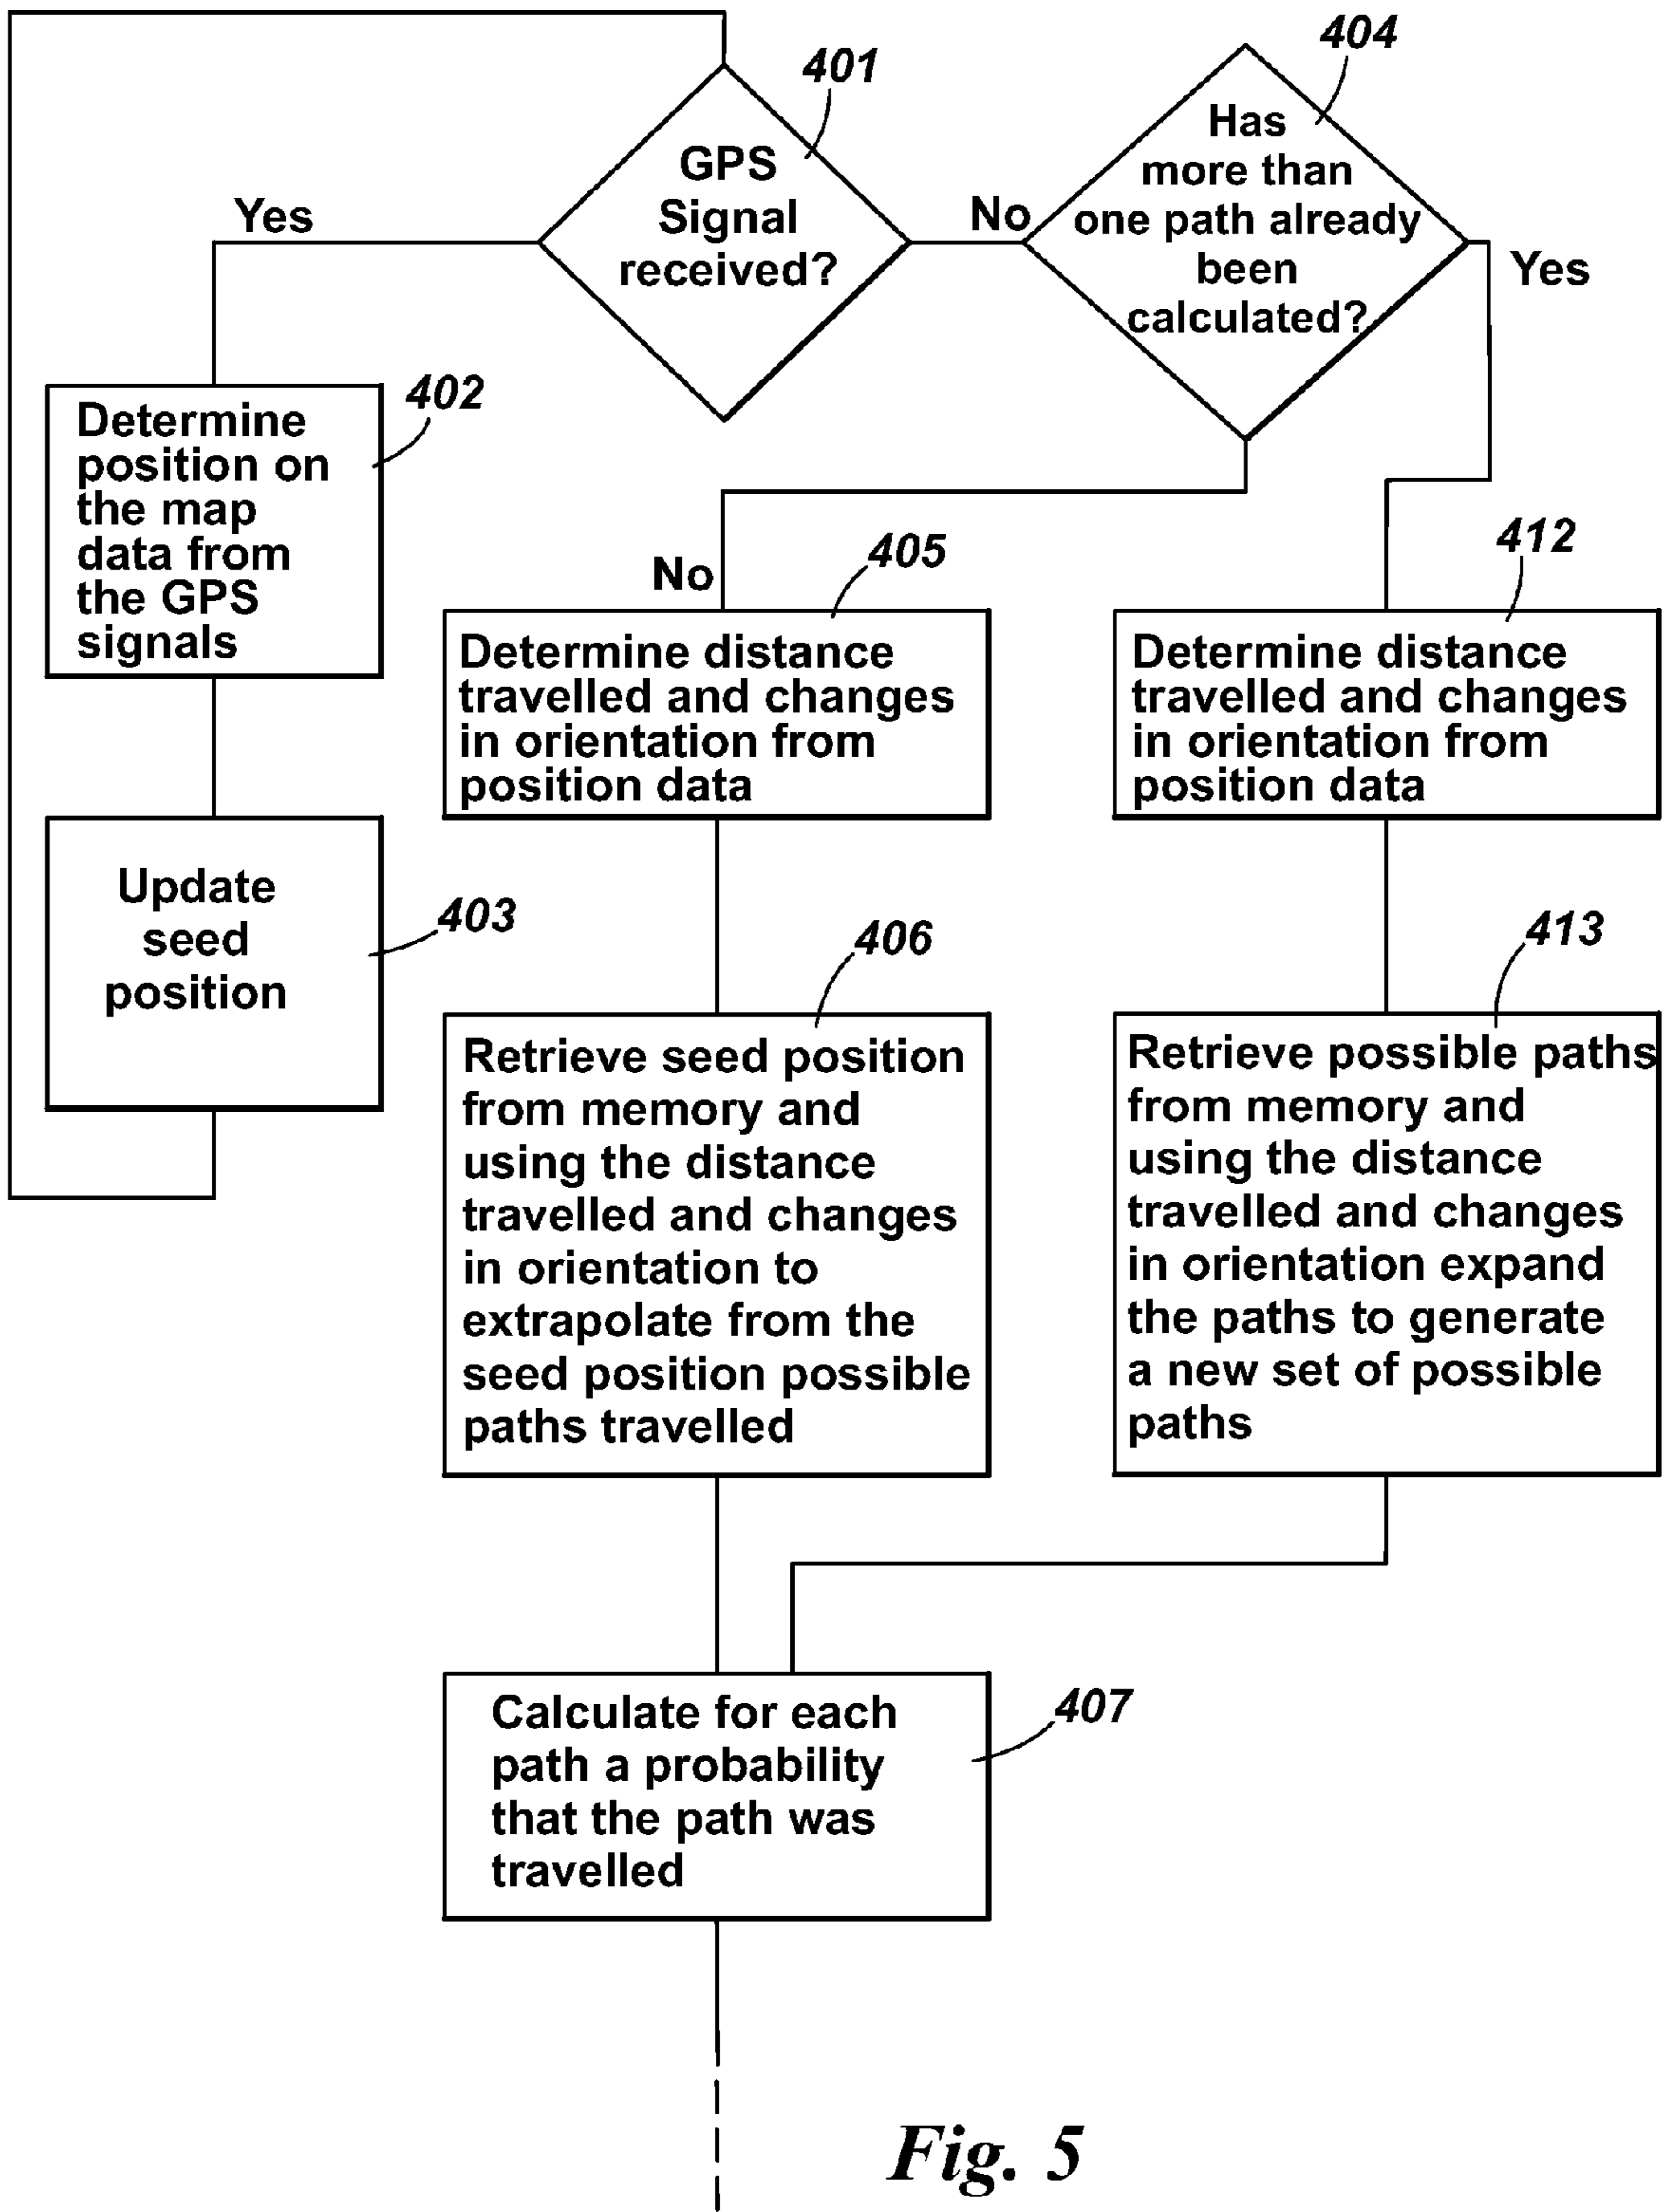 401
GPS
Signal
received?
Yes
No
404
Has
more than
one path already
been
calculated?
Yes
No
402
Determine
position on
the map
data from
the GPS
signals
403
Update
seed
position
405
Determine distance
travelled and changes
in orientation from
position data
412
Determine distance
travelled and changes
in orientation from
position data
406
Retrieve seed position
from memory and
using the distance
travelled and changes
in orientation to
extrapolate from the
seed position possible
paths travelled
413
Retrieve possible paths
from memory and
using the distance
travelled and changes
in orientation expand
the paths to generate
a new set of possible
paths
407
Calculate for each
path a probability
that the path was
travelled
Fig. 5